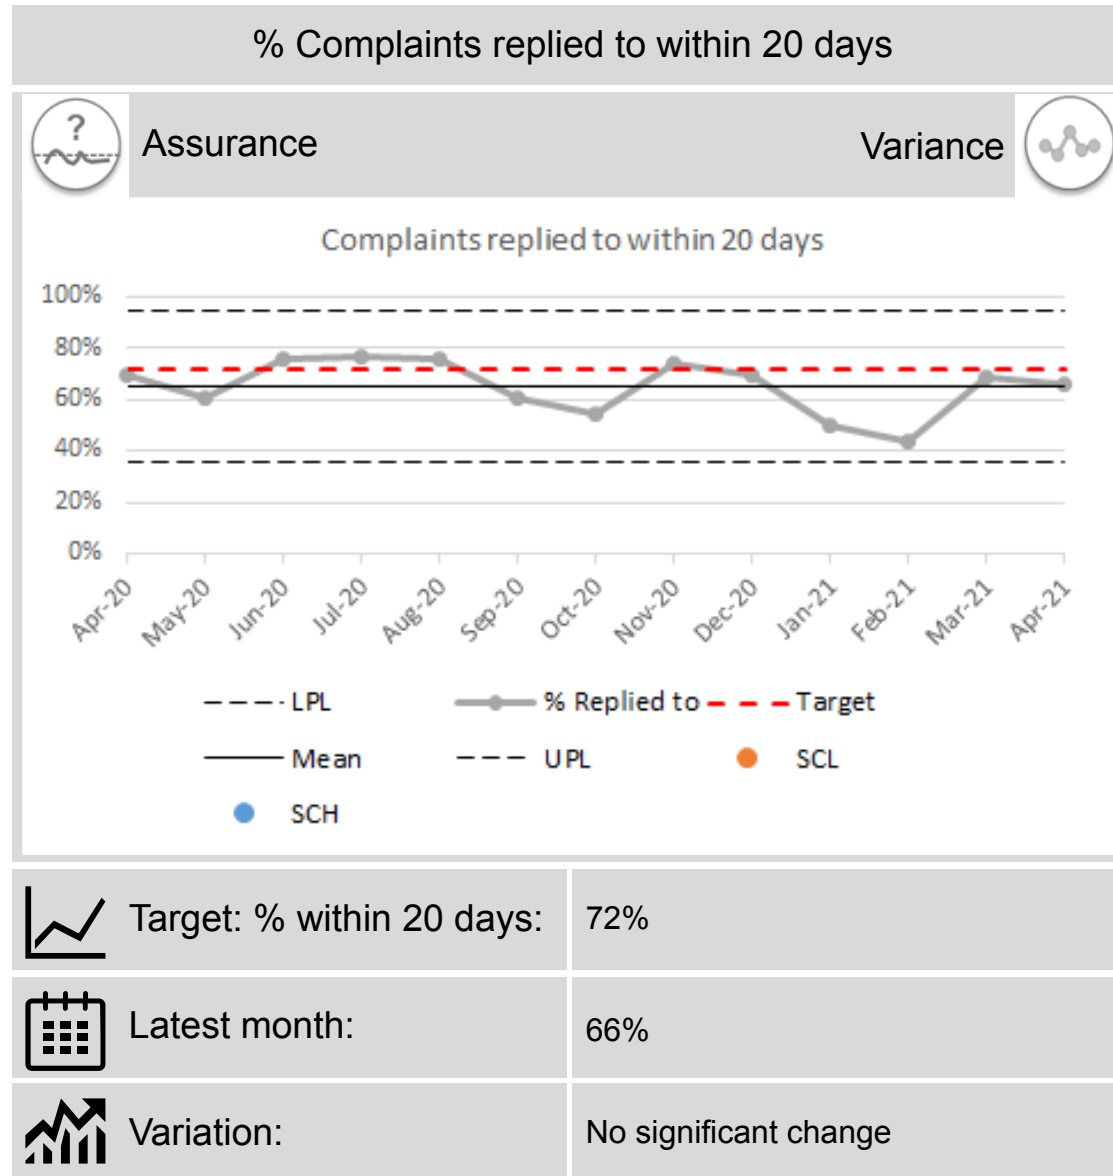 % Complaints replied to within 20 days
?
Assurance
Variance
Complaints replied to within 20 days
100%
80%
60%
40%
20%
0%
Apr-20
May-20
Jun-20
Jul-20
Aug-20
Sep-20
Oct-20
Nov-20
Dec-20
Jan-21
Feb-21
Mar-21
Apr-21
LPL
% Replied to
Target
Mean
UPL
SCL
SCH
Target: % within 20 days: 72%
Latest month: 66%
Variation: No significant change